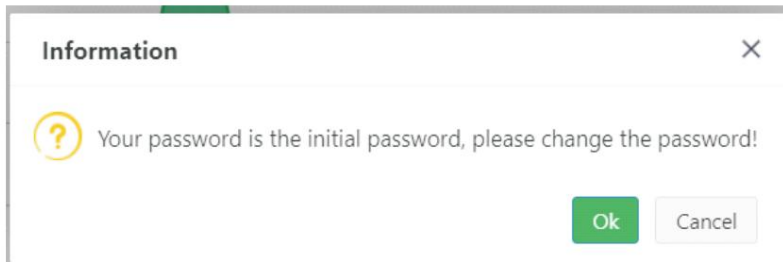 Information
Your password is the initial password, please change the password!
Ok Cancel